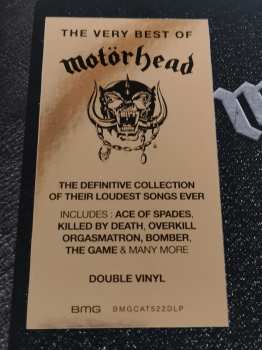 THE VERY BEST OF
Motörhead
THE DEFINITIVE COLLECTION
OF THEIR LOUDEST SONGS EVER
INCLUDES : ACE OF SPADES,
KILLED BY DEATH, OVERKILL
ORGASMATRON, BOMBER,
THE GAME & MANY MORE
DOUBLE VINYL
BMG BMGCAT522DLP